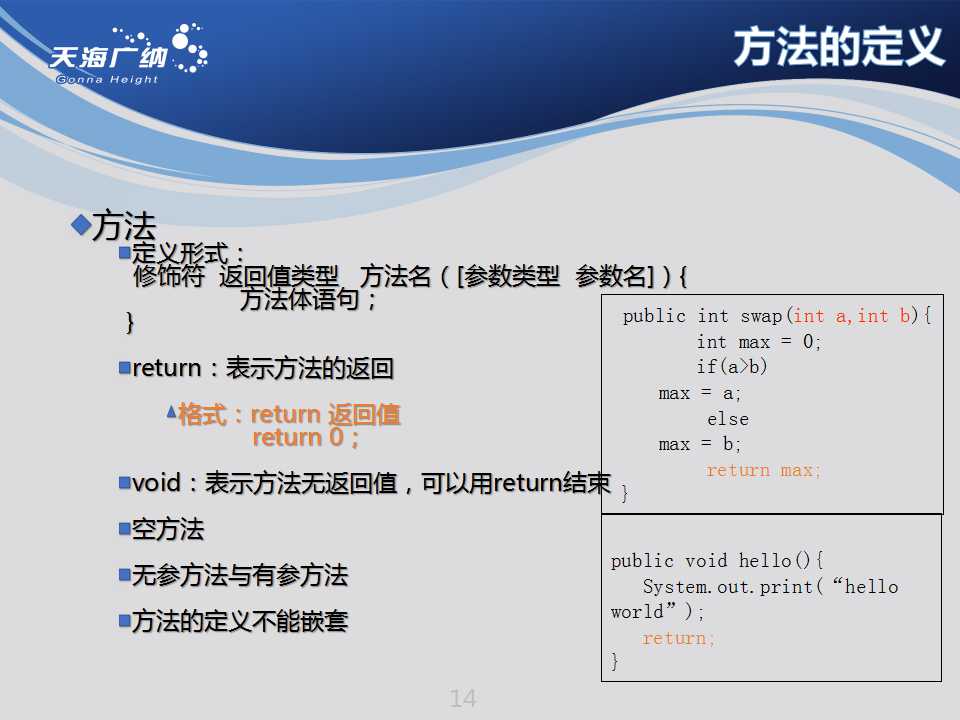 天海广纳
Gonna Height
方法的定义
方法
定义形式：
修饰符 返回值类型 方法名（[参数类型 参数名]）{
方法体语句；
}
return：表示方法的返回
格式：return 返回值
return 0；
void：表示方法无返回值，可以用return结束
空方法
无参方法与有参方法
方法的定义不能嵌套
public int swap(int a,int b){
int max = 0;
if(a>b)
max = a;
else
max = b;
return max;
}
public void hello(){
System.out.print(“hello
world”);
return;
}
14